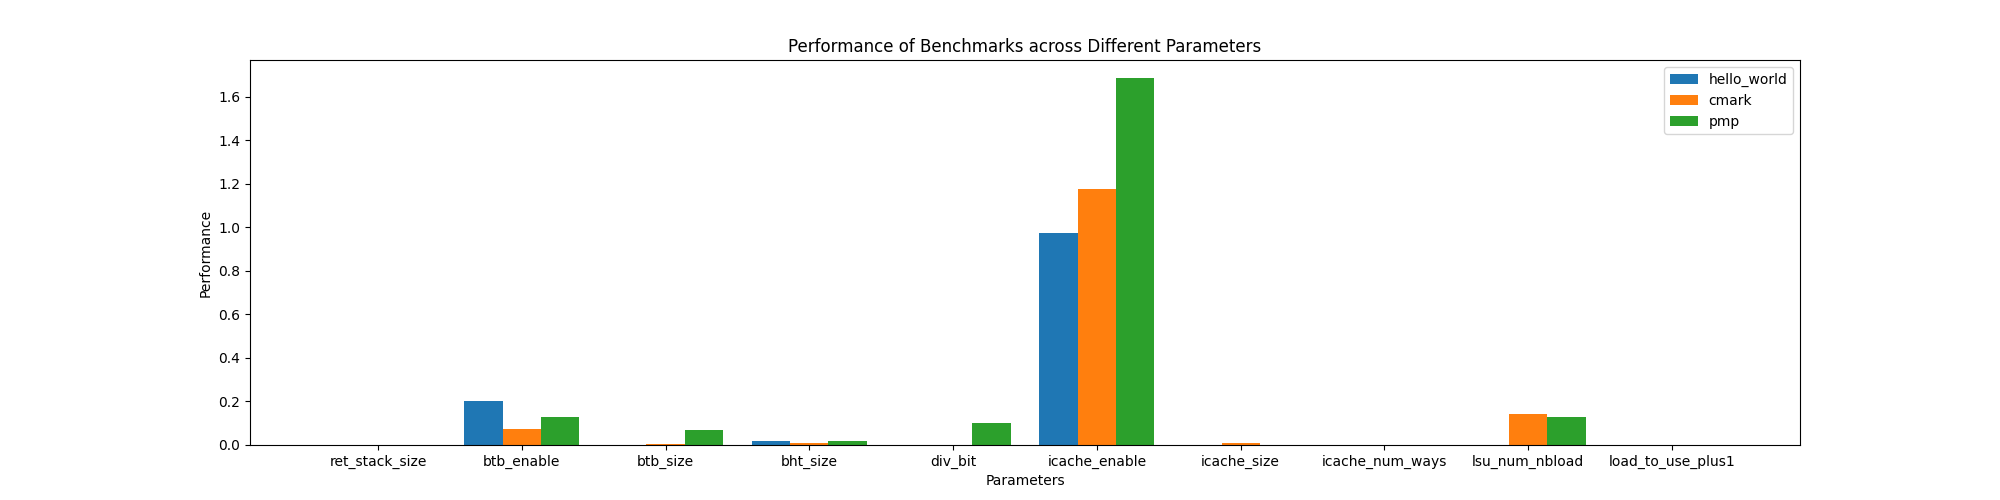 Performance of Benchmarks across Different Parameters
hello_world
cmark
pmp
Performance
1.6
1.4
1.2
1.0
0.8
0.6
0.4
0.2
0.0
ret_stack_size btb_enable btb_size bht_size div_bit icache_enable icache_size icache_num_ways lsu_num_nbload load_to_use_plus1
Parameters